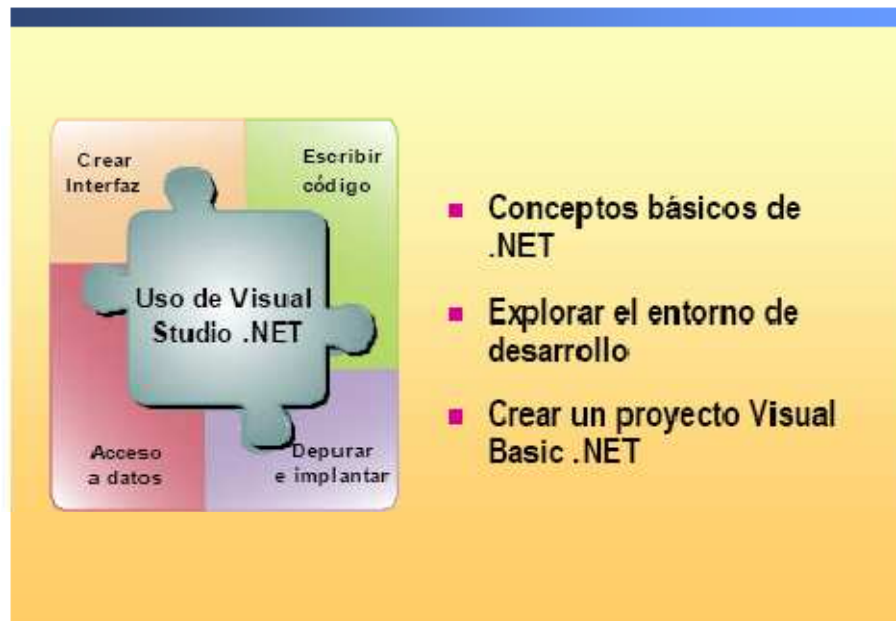 Crear
Interfaz
Escribir
código
Uso de Visual
Studio .NET
Acceso
a datos
Depurar
e implantar
Conceptos básicos de
.NET
Explorar el entorno de
desarrollo
Crear un proyecto Visual
Basic .NET